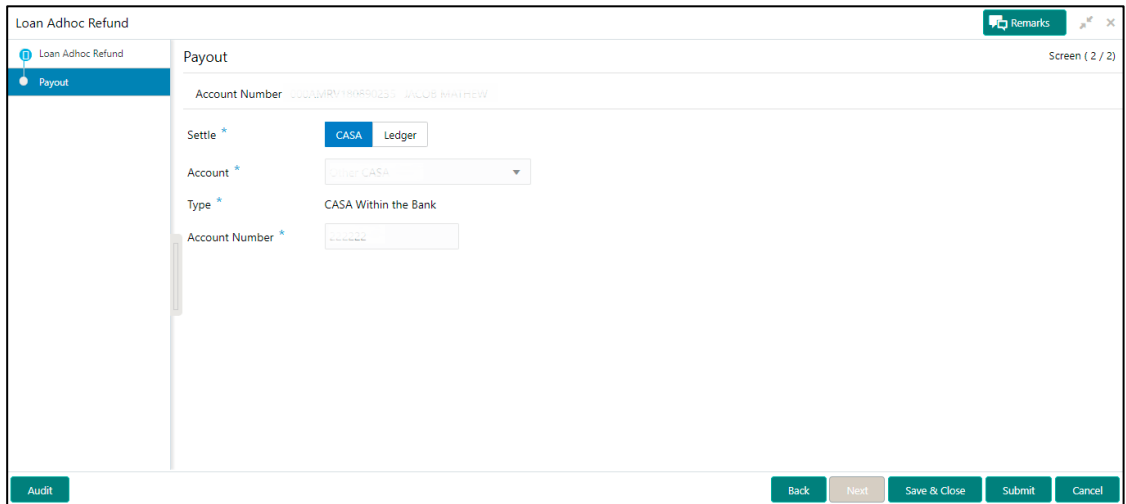 Loan Adhoc Refund
Remarks
Loan Adhoc Refund
Payout
Payout
Screen ( 2 / 2)
Account Number
Settle *
CASA
Ledger
Account *
CASA
Type *
CASA Within the Bank
Account Number *
Audit
Back
Next
Save & Close
Submit
Cancel